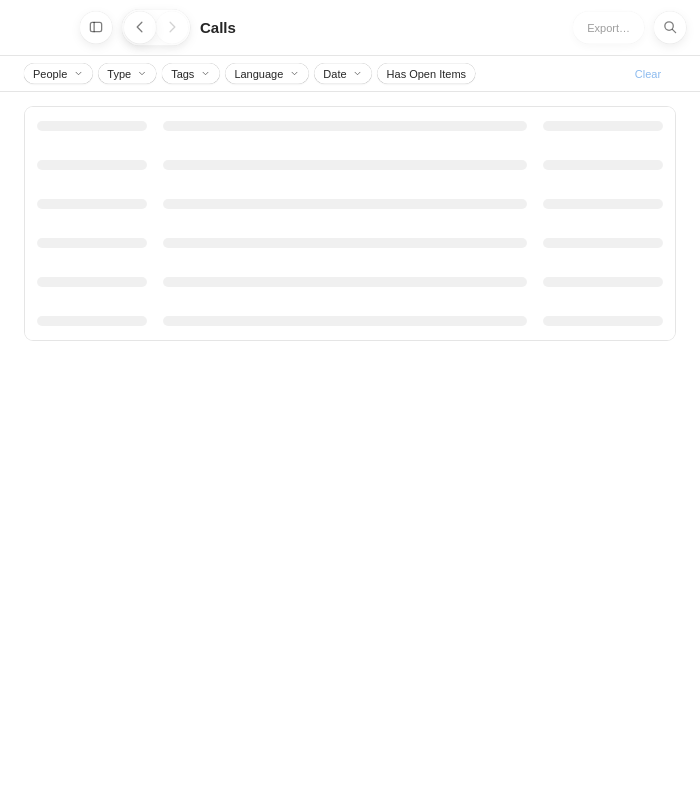 Calls
Export...
People
Type
Tags
Language
Date
Has Open Items
Clear